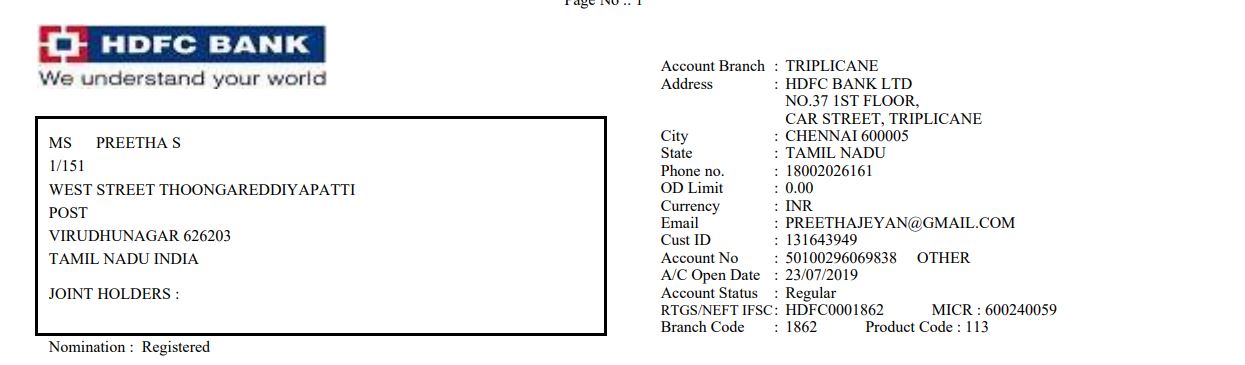 Page No .: 1
HDFC BANK
We understand your world
MS PREETHA S
1/151
WEST STREET THOONGAREDDIYAPATTI
POST
VIRUDHUNAGAR 626203
TAMIL NADU INDIA
JOINT HOLDERS :
Nomination : Registered
Account Branch : TRIPLICANE
Address : HDFC BANK LTD
NO.37 1ST FLOOR,
CAR STREET, TRIPLICANE
City : CHENNAI 600005
State : TAMIL NADU
Phone no. : 18002026161
OD Limit : 0.00
Currency : INR
Email : PREETHAJEYAN@GMAIL.COM
Cust ID : 131643949
Account No : 50100296069838 OTHER
A/C Open Date : 23/07/2019
Account Status : Regular
RTGS/NEFT IFSC: HDFC0001862 MICR : 600240059
Branch Code : 1862 Product Code : 113